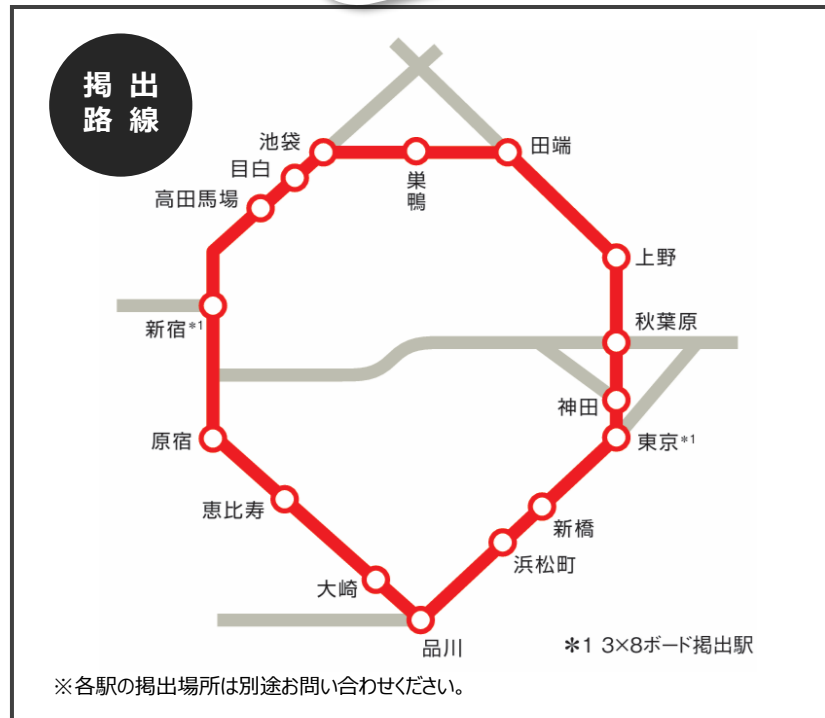 掲出
路線
池袋
目白
高田馬場
巣鴨
田端
上野
秋葉原
新宿*1
神田
東京*1
原宿
恵比寿
新橋
浜松町
大崎
品川
*1 3×8ボード掲出駅
※各駅の掲出場所は別途お問い合わせください。